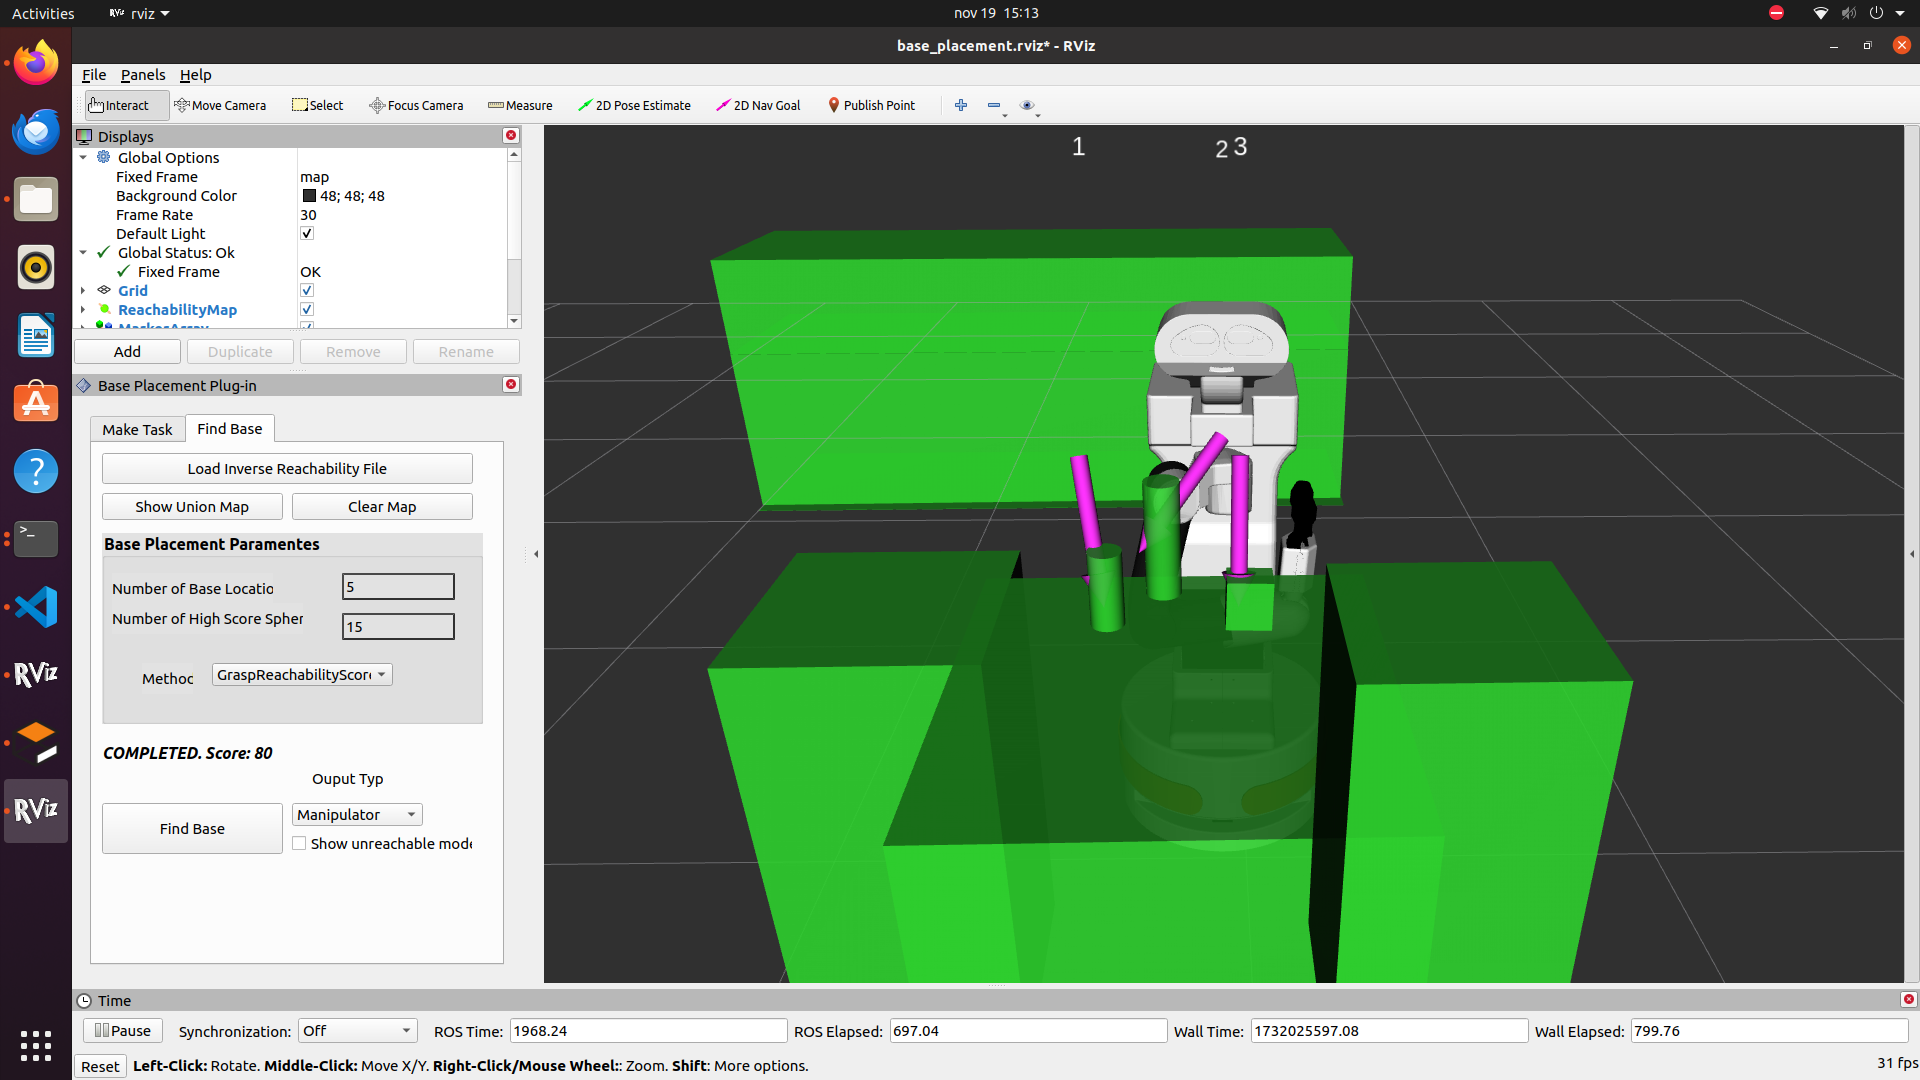 Activities
RViz rviz
nov 19 15:13
base_placement.rviz* - RViz
File Panels Help
Interact Move Camera Select Focus Camera Measure 2D Pose Estimate 2D Nav Goal Publish Point
Displays
Global Options
Fixed Frame map
Background Color 48; 48; 48
Frame Rate 30
Default Light
Global Status: Ok
Fixed Frame OK
Grid
ReachabilityMap
MarkerArray
Add Duplicate Remove Rename
Base Placement Plug-in
Make Task Find Base
Load Inverse Reachability File
Show Union Map Clear Map
Base Placement Paramentes
Number of Base Locatio 5
Number of High Score Spher 15
Methoc GraspReachabilityScore
COMPLETED. Score: 80
Ouput Typ
Find Base
Manipulator
Show unreachable mode
1 2 3
RViz
RViz
Time
Pause Synchronization: Off ROS Time: 1968.24 ROS Elapsed: 697.04 Wall Time: 1732025597.08 Wall Elapsed: 799.76
Reset Left-Click: Rotate. Middle-Click: Move X/Y. Right-Click/Mouse Wheel:: Zoom. Shift: More options.
31 fps